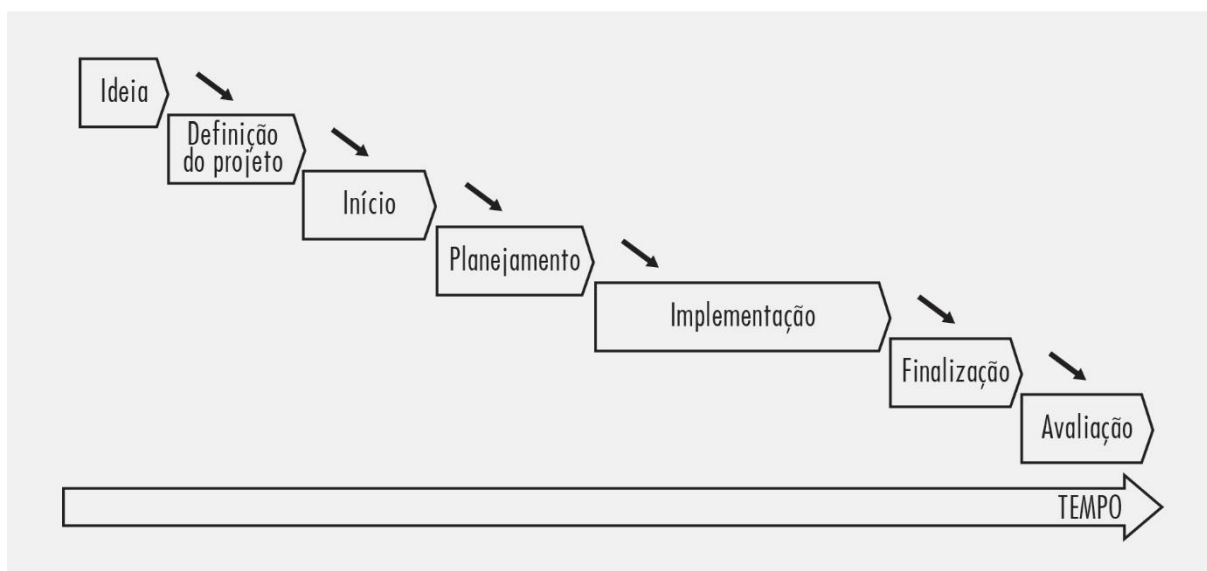 Ideia
Definição
do projeto
Início
Planejamento
Implementação
Finalização
Avaliação
TEMPO